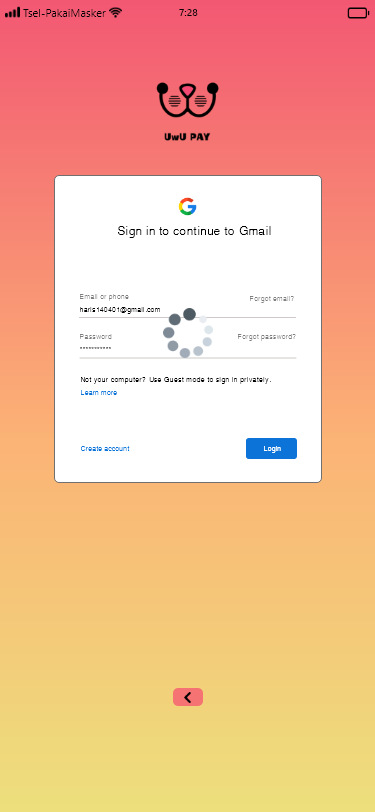 Tsel-PakaiMasker
7:28
UwU PAY
Sign in to continue to Gmail
Email or phone
Forgot email?
haris140401@gmail.com
Password
Forgot password?
•••••••••••
Not your computer? Use Guest mode to sign in privately.
Learn more
Create account
Login